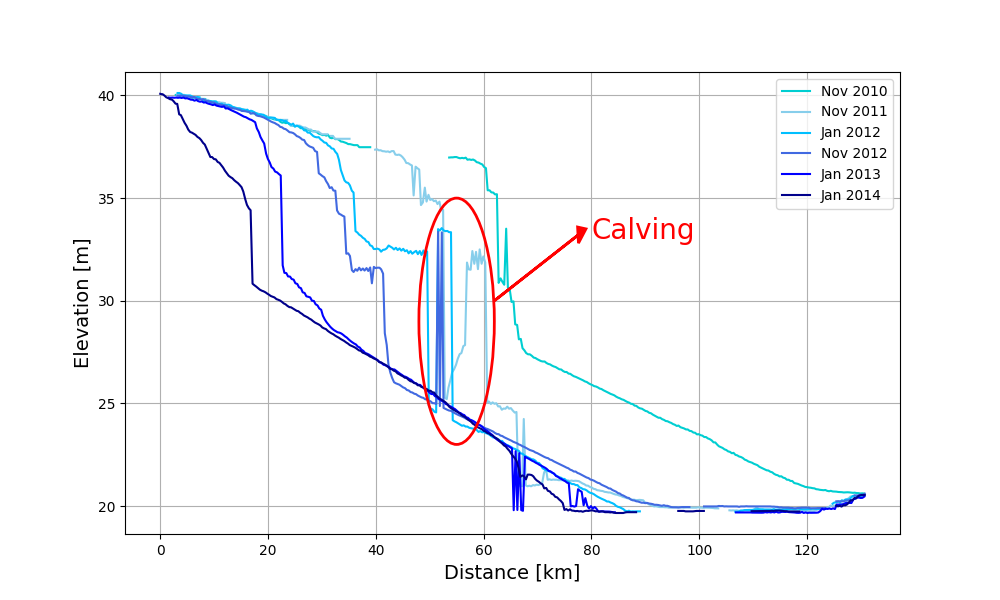 Nov 2010
Nov 2011
Jan 2012
Nov 2012
Jan 2013
Jan 2014
Calving
40
35
30
25
20
Elevation [m]
0
20
40
60
80
100
120
Distance [km]